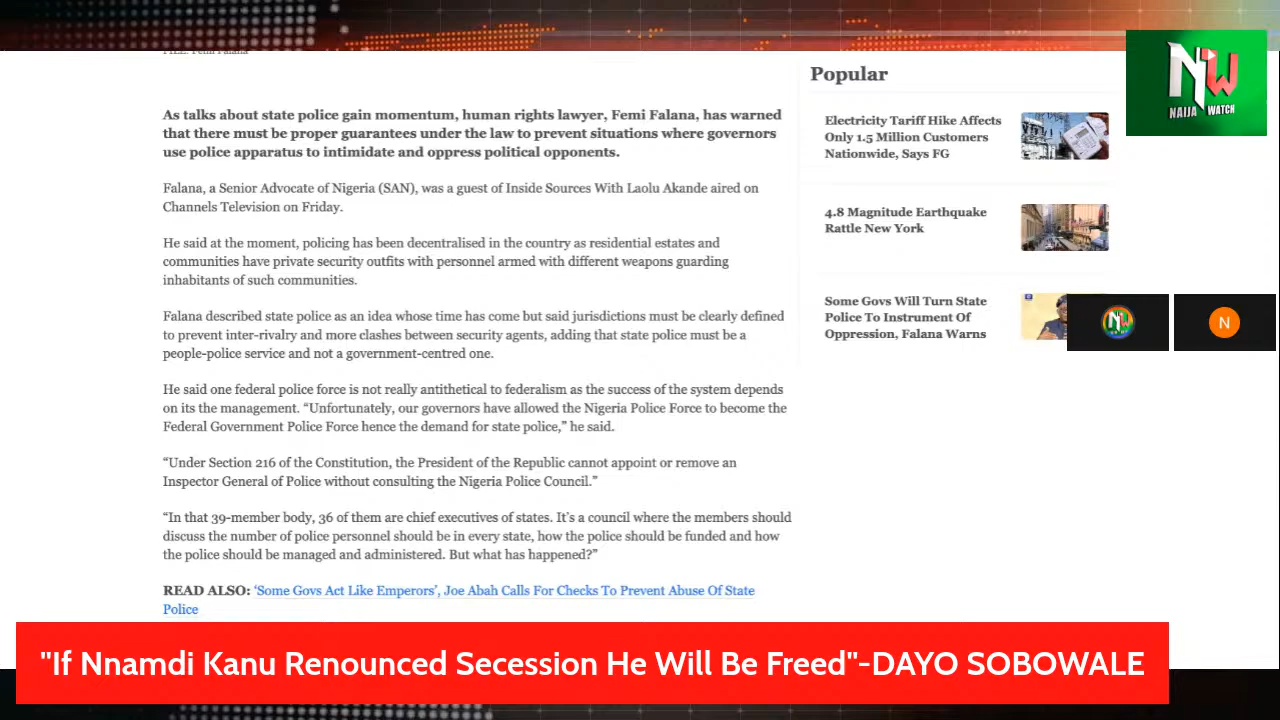 FILE: Femi Falana
As talks about state police gain momentum, human rights lawyer, Femi Falana, has warned
that there must be proper guarantees under the law to prevent situations where governors
use police apparatus to intimidate and oppress political opponents.
Falana, a Senior Advocate of Nigeria (SAN), was a guest of Inside Sources With Laolu Akande aired on
Channels Television on Friday.
He said at the moment, policing has been decentralised in the country as residential estates and
communities have private security outfits with personnel armed with different weapons guarding
inhabitants of such communities.
Falana described state police as an idea whose time has come but said jurisdictions must be clearly defined
to prevent inter-rivalry and more clashes between security agents, adding that state police must be a
people-police service and not a government-centred one.
He said one federal police force is not really antithetical to federalism as the success of the system depends
on its the management. “Unfortunately, our governors have allowed the Nigeria Police Force to become the
Federal Government Police Force hence the demand for state police,” he said.
“Under Section 216 of the Constitution, the President of the Republic cannot appoint or remove an
Inspector General of Police without consulting the Nigeria Police Council.”
“In that 39-member body, 36 of them are chief executives of states. It’s a council where the members should
discuss the number of police personnel should be in every state, how the police should be funded and how
the police should be managed and administered. But what has happened?”
READ ALSO: ‘Some Govs Act Like Emperors’, Joe Abah Calls For Checks To Prevent Abuse Of State
Police
Popular
Electricity Tariff Hike Affects
Only 1.5 Million Customers
Nationwide, Says FG
4.8 Magnitude Earthquake
Rattle New York
Some Govs Will Turn State
Police To Instrument Of
Oppression, Falana Warns
NW
NAIJA WATCH
NW
N
"If Nnamdi Kanu Renounced Secession He Will Be Freed"-DAYO SOBOWALE